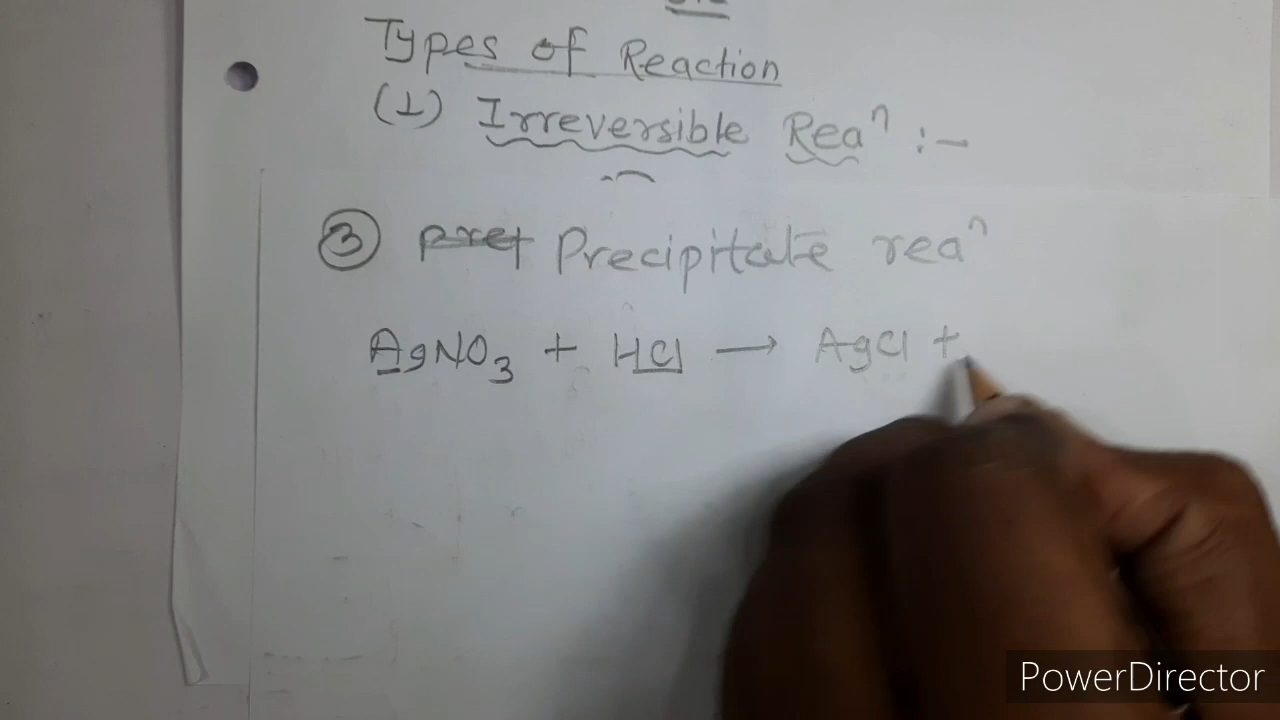 Types of Reaction
(1) Irreversible Reaⁿ :-
③ pret Precipitate reaⁿ
AgNO₃ + HCl → AgCl +
PowerDirector